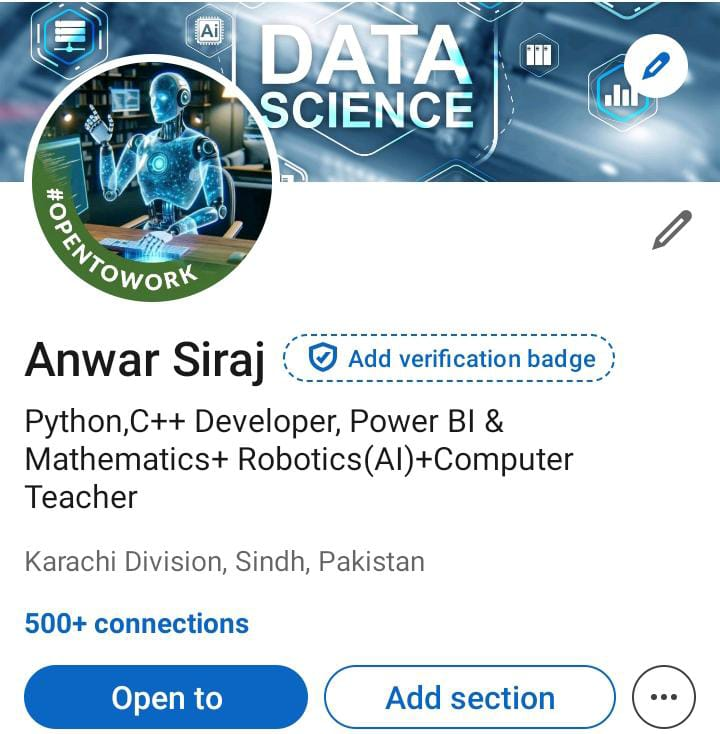 Ai
DATA
SCIENCE
#OPENTOWORK
Anwar Siraj
Add verification badge
Python,C++ Developer, Power BI &
Mathematics+ Robotics(AI)+Computer
Teacher
Karachi Division, Sindh, Pakistan
500+ connections
Open to
Add section